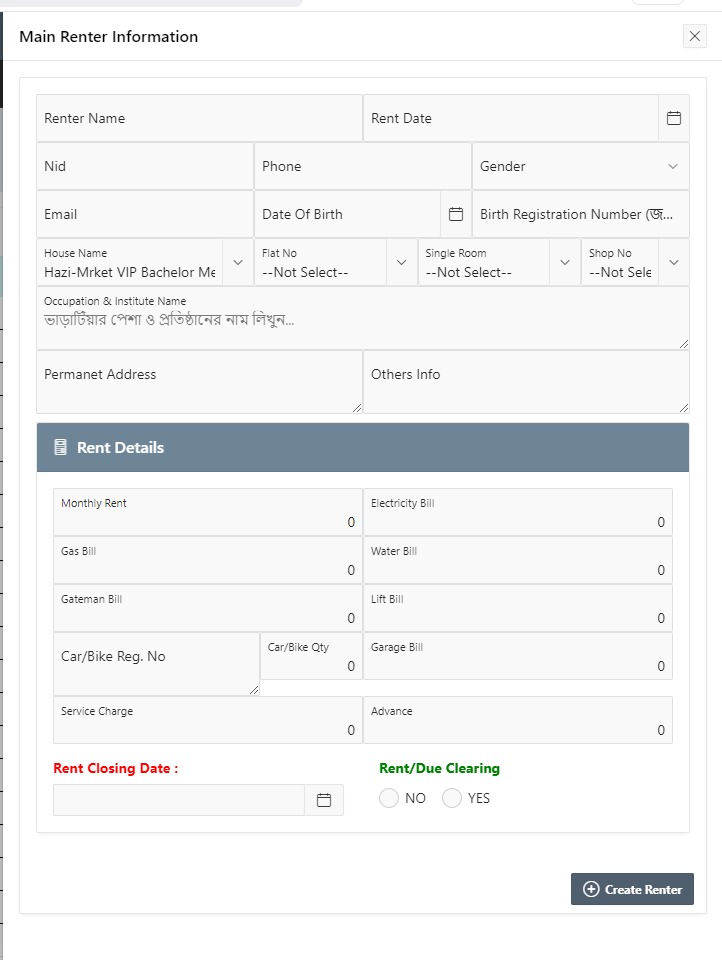 Main Renter Information
Renter Name Rent Date
Nid Phone Gender
Email Date Of Birth Birth Registration Number (জ...
House Name Flat No Single Room Shop No
Hazi-Mrket VIP Bachelor Me --Not Select-- --Not Select-- --Not Sele
Occupation & Institute Name
ভাড়াটিয়ার পেশা ও প্রতিষ্ঠানের নাম লিখুন...
Permanet Address Others Info
Rent Details
Monthly Rent Electricity Bill
0 0
Gas Bill Water Bill
0 0
Gateman Bill Lift Bill
0 0
Car/Bike Reg. No Car/Bike Qty Garage Bill
0 0
Service Charge Advance
0 0
Rent Closing Date : Rent/Due Clearing
NO YES
Create Renter